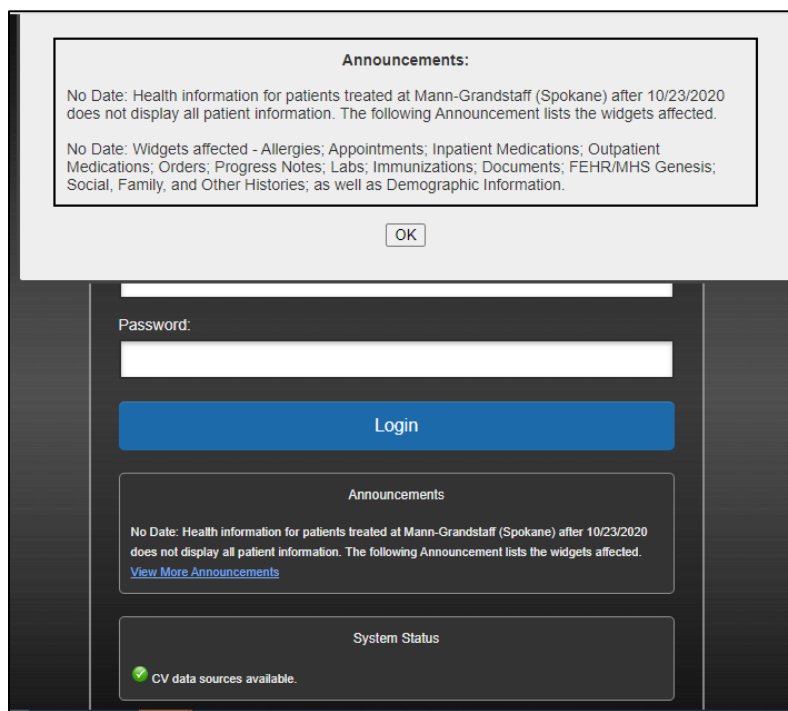 Announcements:
No Date: Health information for patients treated at Mann-Grandstaff (Spokane) after 10/23/2020
does not display all patient information. The following Announcement lists the widgets affected.
No Date: Widgets affected - Allergies; Appointments; Inpatient Medications; Outpatient
Medications; Orders; Progress Notes; Labs; Immunizations; Documents; FEHR/MHS Genesis;
Social, Family, and Other Histories; as well as Demographic Information.
OK
Password:
Login
Announcements
No Date: Health information for patients treated at Mann-Grandstaff (Spokane) after 10/23/2020
does not display all patient information. The following Announcement lists the widgets affected.
View More Announcements
System Status
CV data sources available.